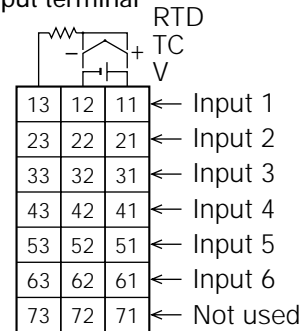 put terminal
RTD
TC
V
− +
13 12 11 ← Input 1
23 22 21 ← Input 2
33 32 31 ← Input 3
43 42 41 ← Input 4
53 52 51 ← Input 5
63 62 61 ← Input 6
73 72 71 ← Not used